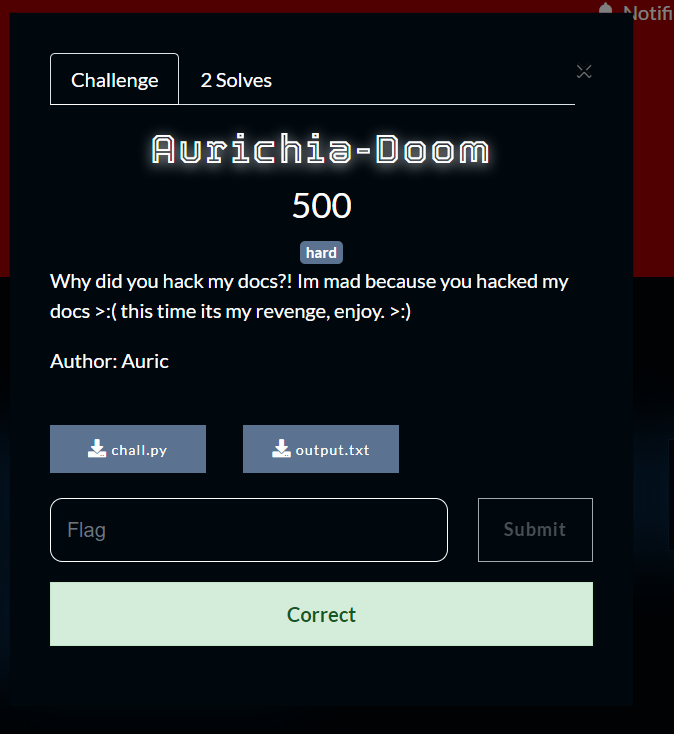 Notifi
Challenge
2 Solves
Aurichia-Doom
500
hard
Why did you hack my docs?! Im mad because you hacked my
docs >:( this time its my revenge, enjoy. >:)
Author: Auric
chall.py
output.txt
Flag
Submit
Correct